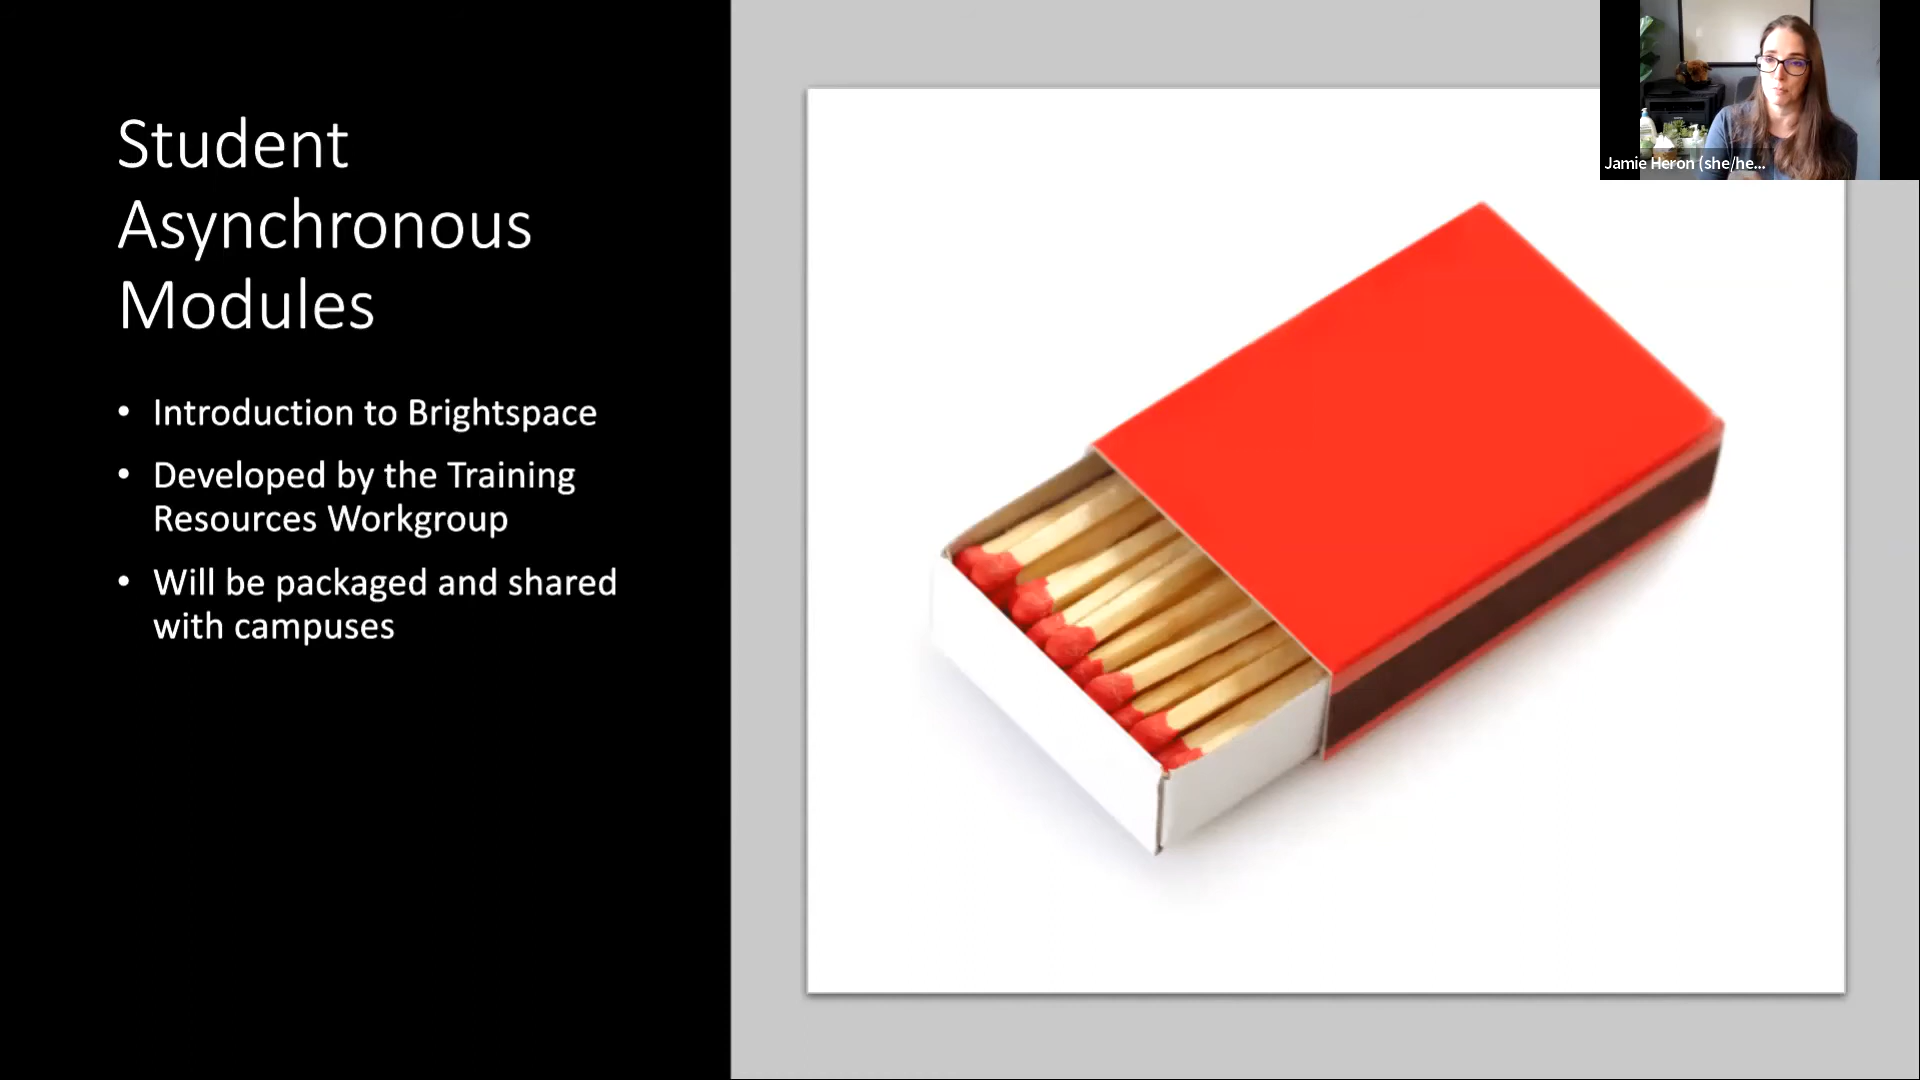 Student
Asynchronous
Modules
• Introduction to Brightspace
• Developed by the Training
Resources Workgroup
• Will be packaged and shared
with campuses
Jamie Heron (she/he...